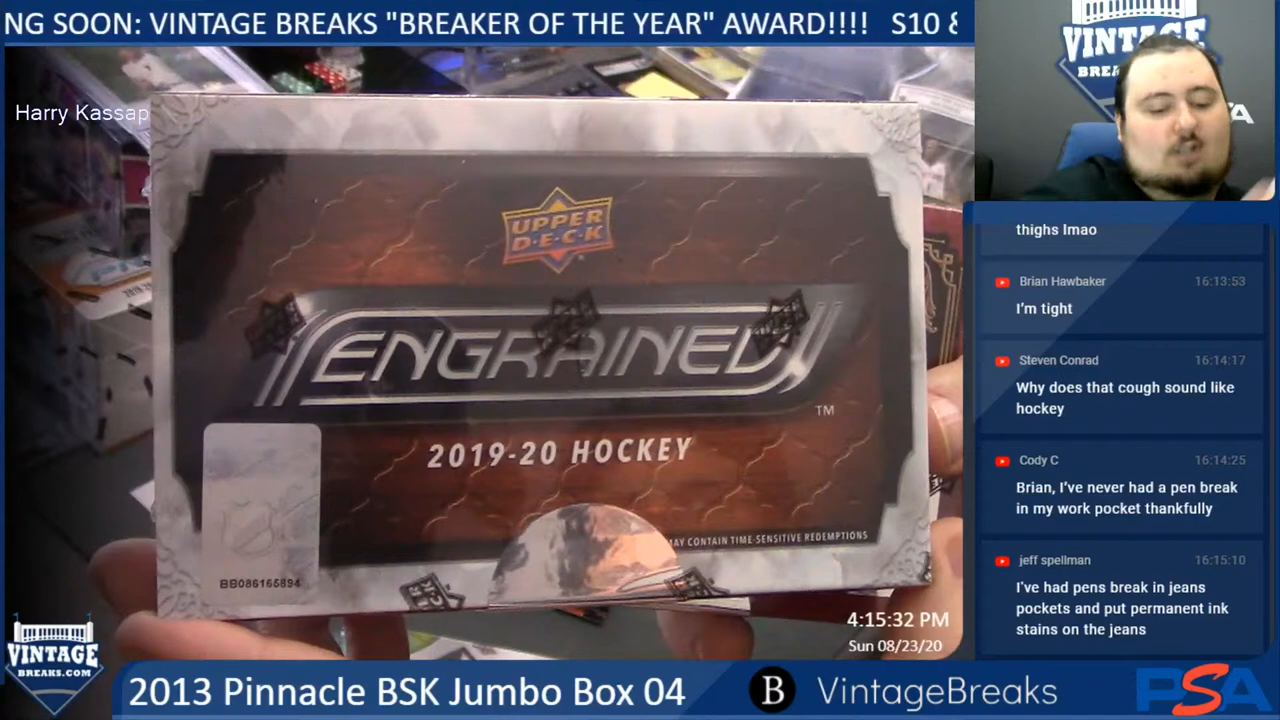 NG SOON: VINTAGE BREAKS "BREAKER OF THE YEAR" AWARD!!!! S10 &
VINTAGE
Harry Kassap
UPPER
D·E·C·K
ENGRAINED
TM
2019-20 HOCKEY
MAY CONTAIN TIME-SENSITIVE REDEMPTIONS
BB086165894
4:15:32 PM
Sun 08/23/20
thighs lmao
Brian Hawbaker 16:13:53
I'm tight
Steven Conrad 16:14:17
Why does that cough sound like
hockey
Cody C 16:14:25
Brian, I've never had a pen break
in my work pocket thankfully
jeff spellman 16:15:10
I've had pens break in jeans
pockets and put permanent ink
stains on the jeans
VINTAGE
BREAKS.COM
2013 Pinnacle BSK Jumbo Box 04
B VintageBreaks
PSA